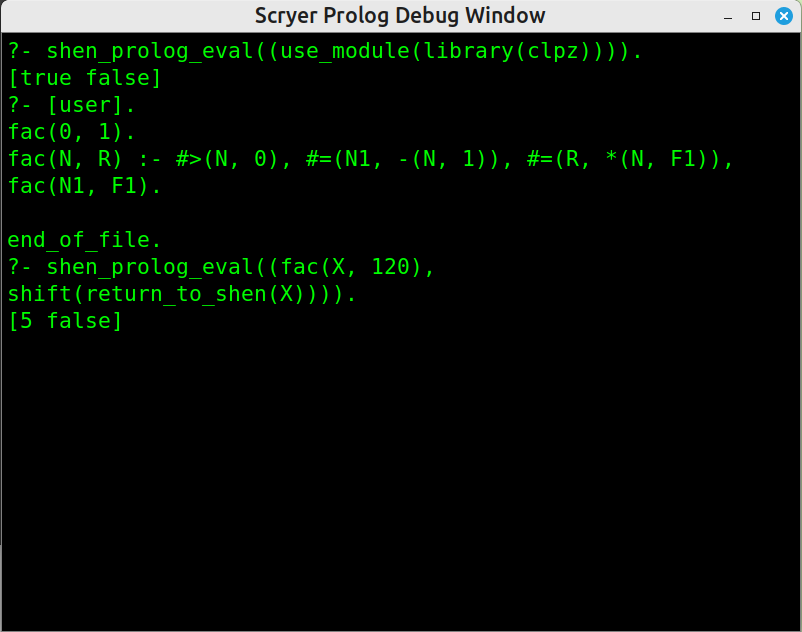 Scryer Prolog Debug Window
?- shen_prolog_eval((use_module(library(clpz)))).
[true false]
?- [user].
fac(0, 1).
fac(N, R) :- #>(N, 0), #=(N1, -(N, 1)), #=(R, *(N, F1)),
fac(N1, F1).
end_of_file.
?- shen_prolog_eval((fac(X, 120),
shift(return_to_shen(X)))).
[5 false]